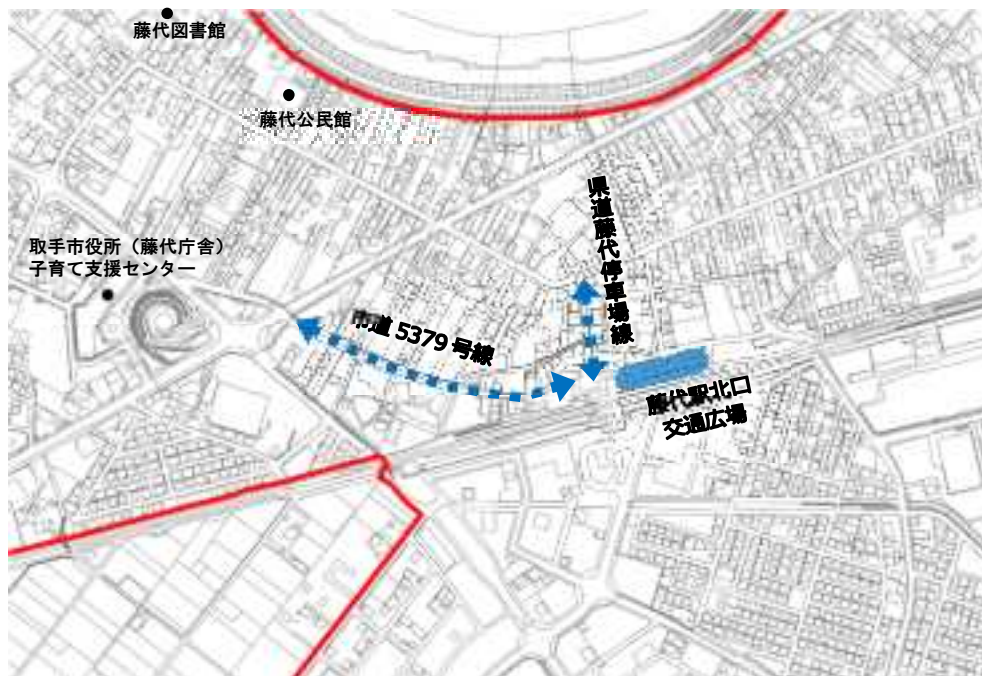 藤代図書館
藤代公民館
県道藤代停車場線
取手市役所（藤代庁舎）
子育て支援センター
市道 5379 号線
藤代駅北口
交通広場